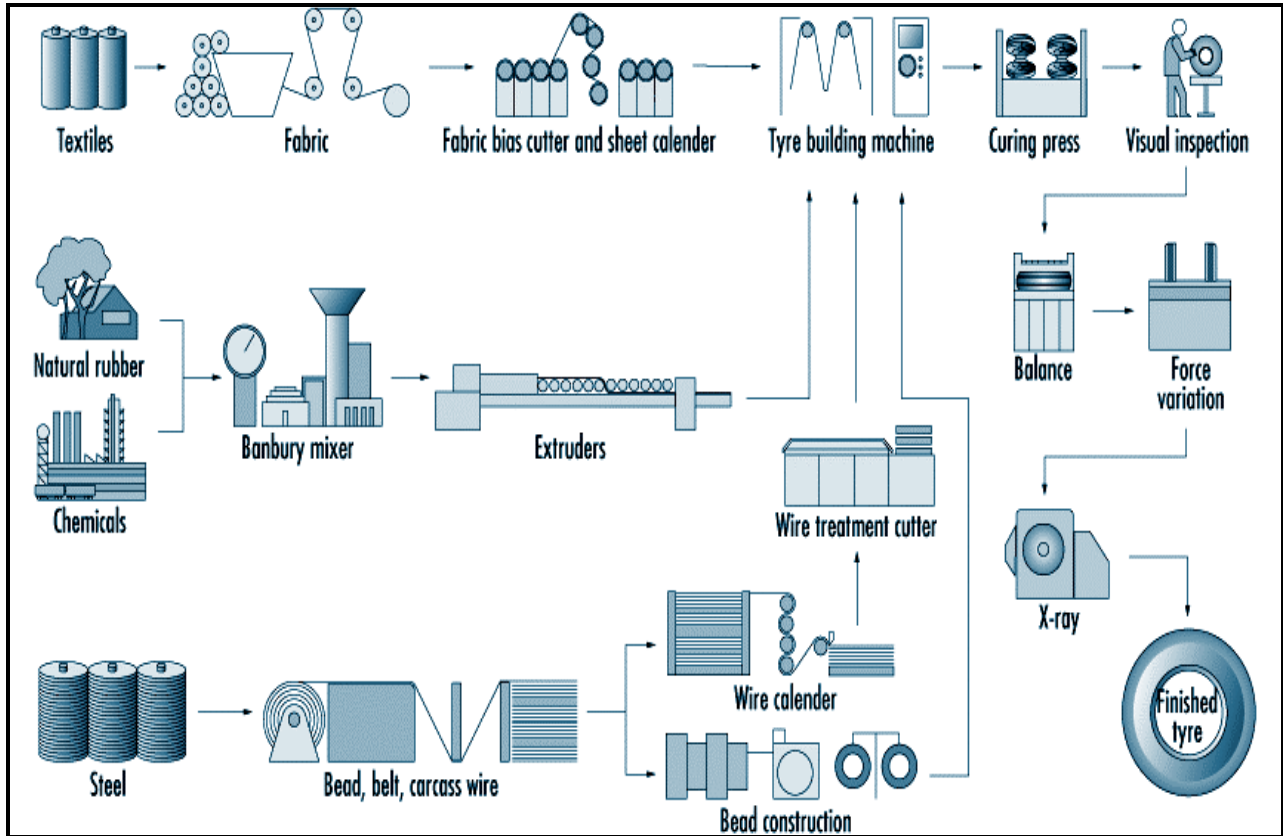 Textiles
Fabric
Fabric bias cutter and sheet calender
Tyre building machine
Curing press
Visual inspection
Natural rubber
Chemicals
Banbury mixer
Extruders
Wire treatment cutter
Balance
Force
variation
X-ray
Steel
Bead, belt, carcass wire
Wire calender
Bead construction
Finished
tyre